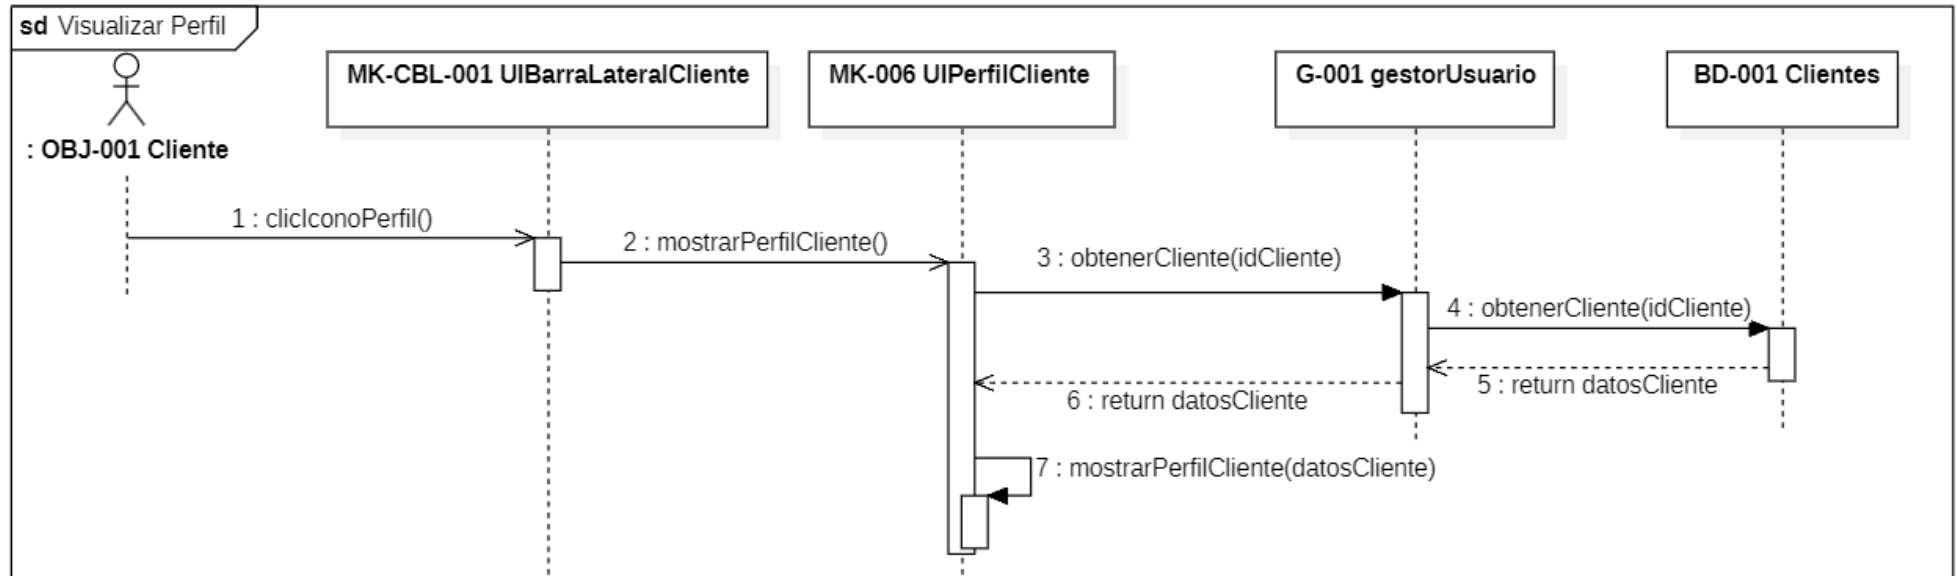 sd Visualizar Perfil
MK-CBL-001 UIBarraLateralCliente
MK-006 UIPerfilCliente
G-001 gestorUsuario
BD-001 Clientes
: OBJ-001 Cliente
1 : clicIconoPerfil()
2 : mostrarPerfilCliente()
3 : obtenerCliente(idCliente)
4 : obtenerCliente(idCliente)
5 : return datosCliente
6 : return datosCliente
7 : mostrarPerfilCliente(datosCliente)